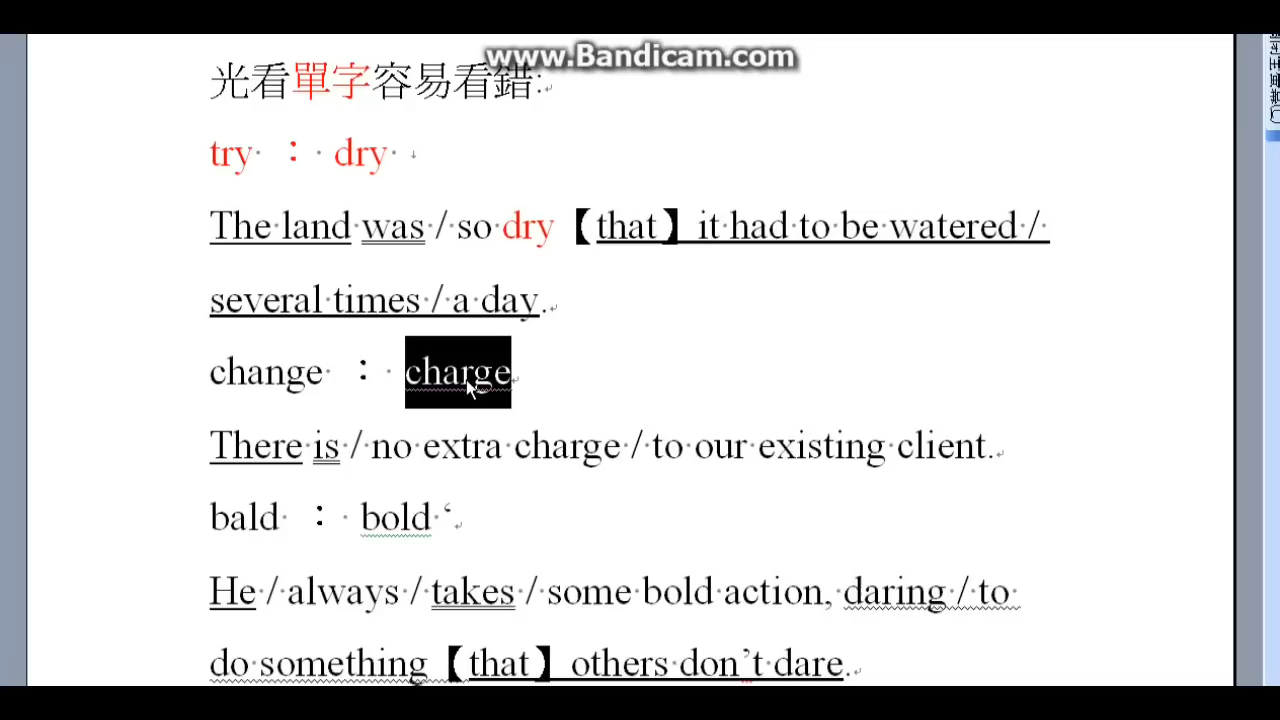 www.Bandicam.com
光看單字容易看錯:
try : dry
The land was / so dry【that】it had to be watered /
several times / a day.
change : charge
There is / no extra charge / to our existing client.
bald : bold ‘
He / always / takes / some bold action, daring / to
do something【that】others don’t dare.